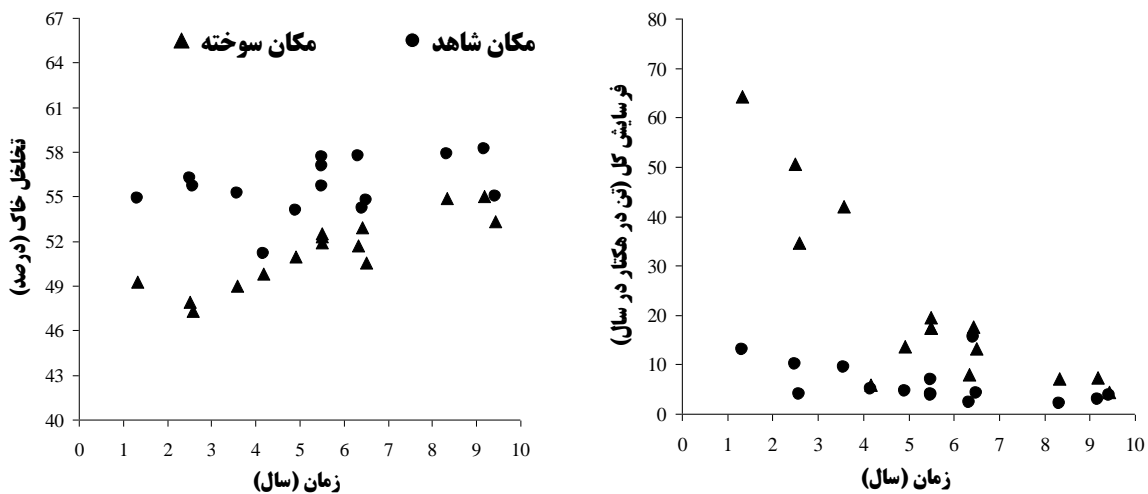 67
64
61
58
55
52
49
46
43
40
مکان سوخته
مکان شاهد
تخلخل خاک (درصد)
0 1 2 3 4 5 6 7 8 9 10
زمان (سال)
80
70
60
50
40
30
20
10
0
فرسایش کل (تن در هکتار در سال)
0 1 2 3 4 5 6 7 8 9 10
زمان (سال)